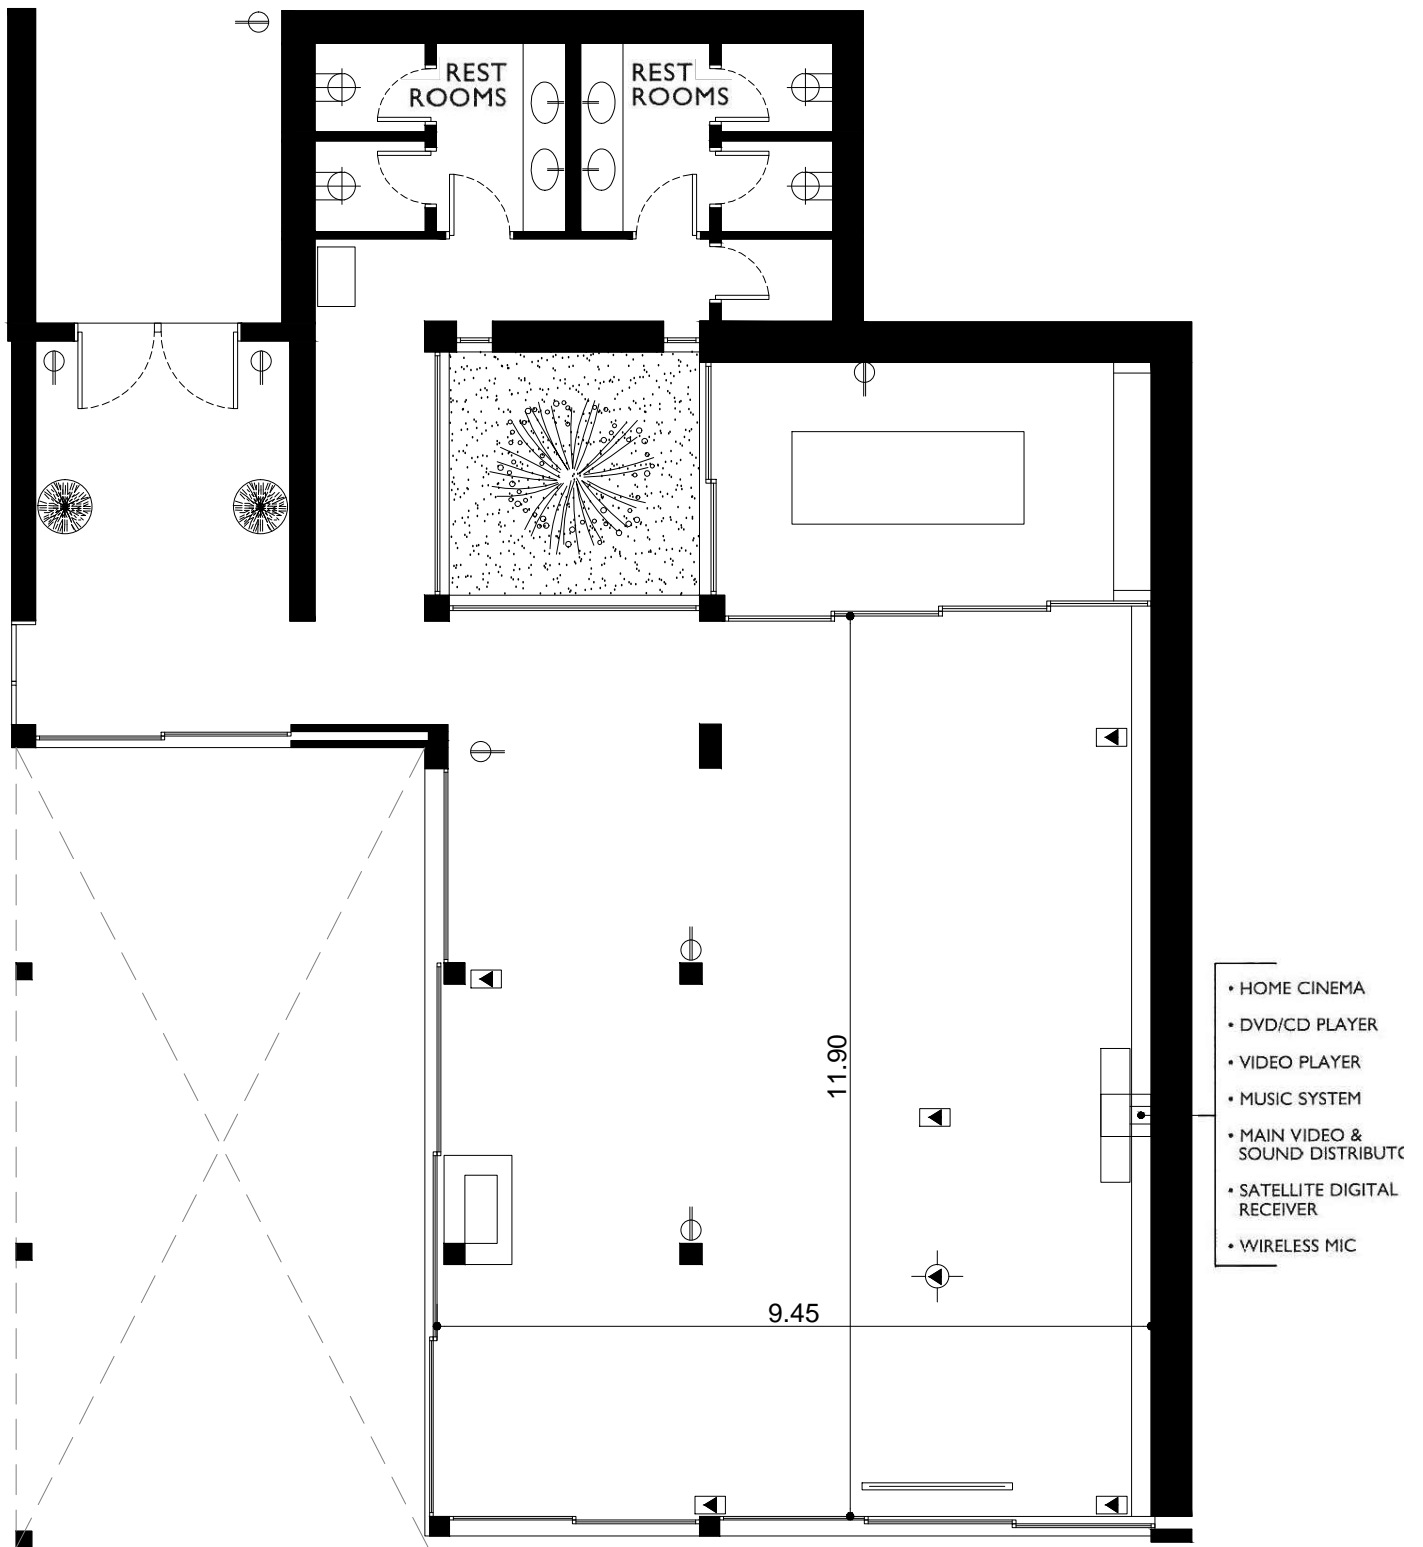 REST
ROOMS
REST
ROOMS
11.90
9.45
• HOME CINEMA
• DVD/CD PLAYER
• VIDEO PLAYER
• MUSIC SYSTEM
• MAIN VIDEO &
SOUND DISTRIBUTO
• SATELLITE DIGITAL
RECEIVER
• WIRELESS MIC